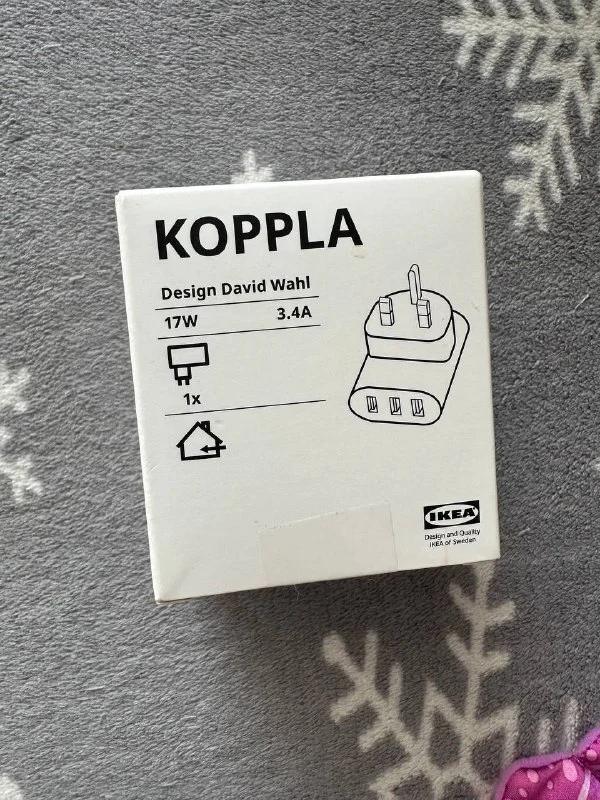 KOPPLA
Design David Wahl
17W 3.4A
1x
IKEA
Design and Quality
IKEA of Sweden